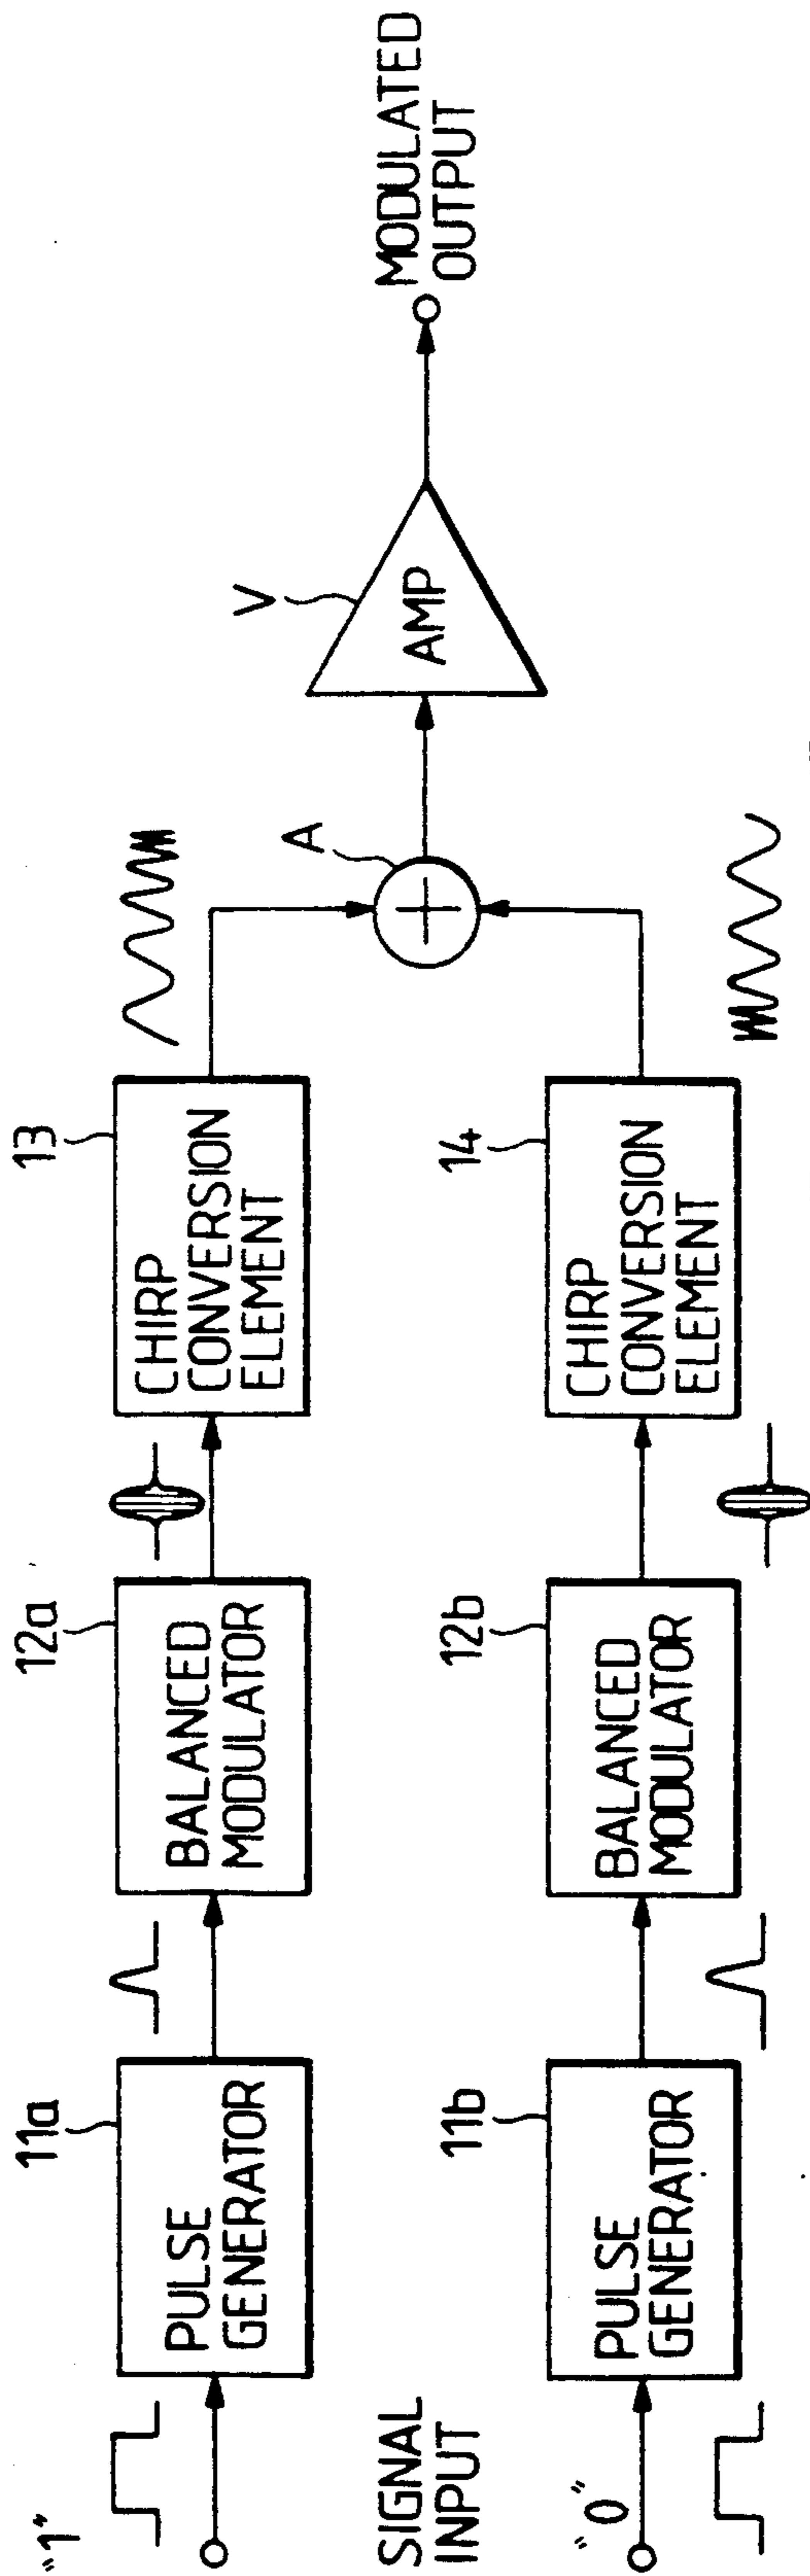 "1"
11a
PULSE
GENERATOR
12a
BALANCED
MODULATOR
13
CHIRP
CONVERSION
ELEMENT
SIGNAL
INPUT
A
V
AMP
MODULATED
OUTPUT
"0"
11b
PULSE
GENERATOR
12b
BALANCED
MODULATOR
14
CHIRP
CONVERSION
ELEMENT